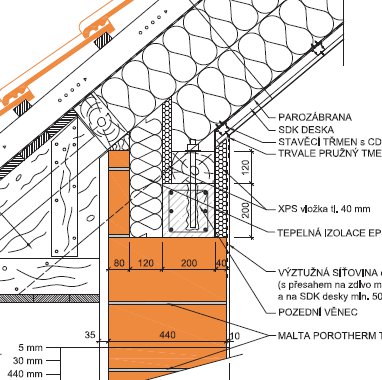 PAROZÁBRANA
SDK DESKA
STAVĚCÍ TŘMEN s CD
TRVALE PRUŽNÝ TME
120
XPS vložka tl. 40 mm
200
TEPELNÁ IZOLACE EP
80 120 200 40
VÝZTUŽNÁ SÍŤOVINA
(s přesahem na zdivo m
a na SDK desky min. 50
POZEDNÍ VĚNEC
35 440 10
MALTA POROTHERM T
5 mm
30 mm
440 mm